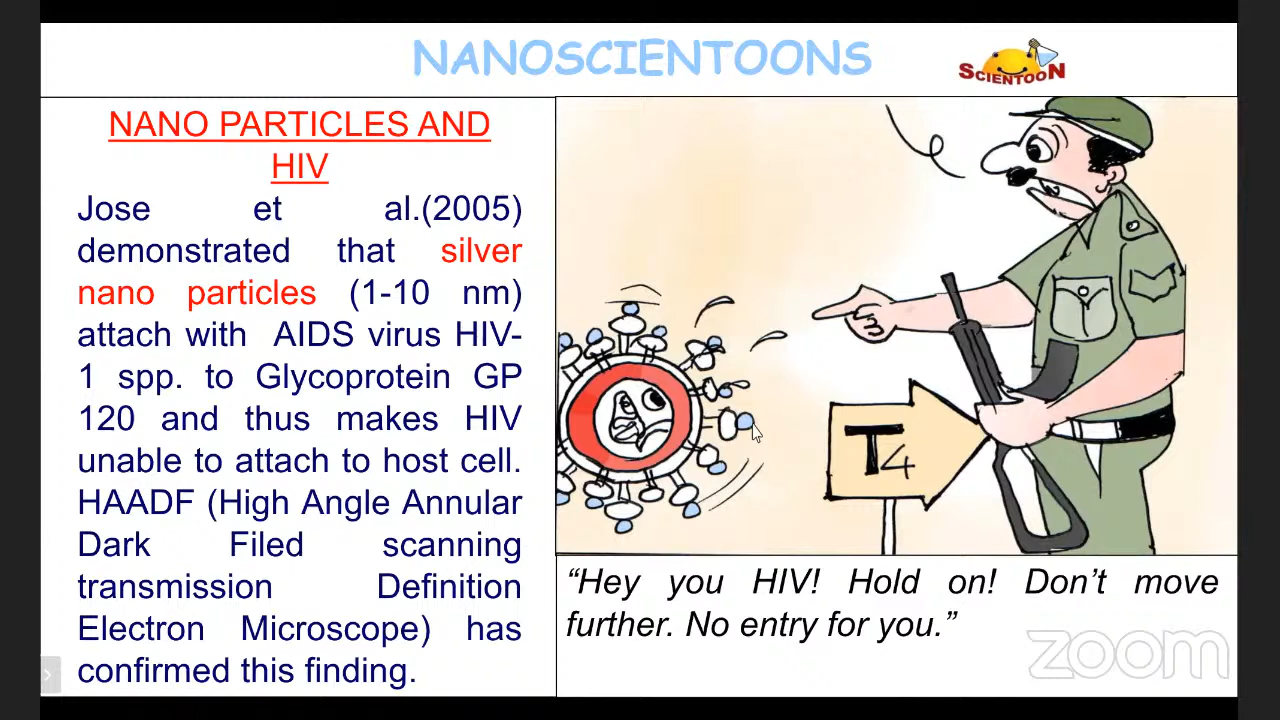 NANOSCIENTOONS
SCIENTOON
NANO PARTICLES AND
HIV
Jose et al.(2005)
demonstrated that silver
nano particles (1-10 nm)
attach with AIDS virus HIV-
1 spp. to Glycoprotein GP
120 and thus makes HIV
unable to attach to host cell.
HAADF (High Angle Annular
Dark Filed scanning
transmission Definition
Electron Microscope) has
confirmed this finding.
T4
“Hey you HIV! Hold on! Don’t move
further. No entry for you.”
zoom